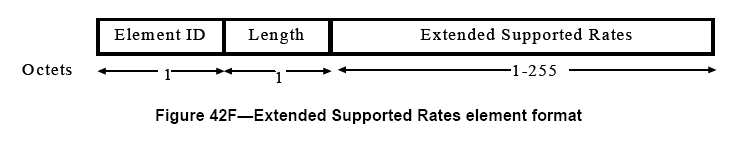 Element ID Length Extended Supported Rates
Octets 1 1 1-255
Figure 42F—Extended Supported Rates element format